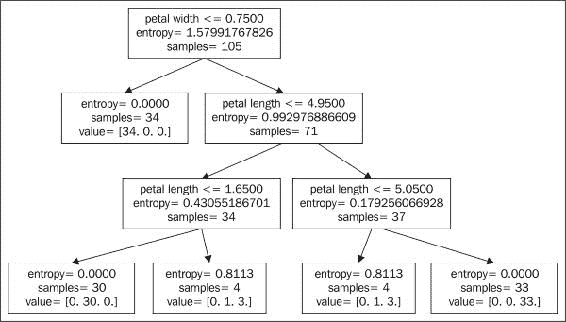 petal width <= 0.7500
entropy= 1.57991767826
samples= 105
entropy= 0.0000
samples= 34
value= [34. 0. 0.]
petal length <= 4.9500
entropy= 0.992976886609
samples= 71
petal length <= 1.6500
entropy= 0.43055186701
samples= 34
petal length <= 5.0500
entropy= 0.179256066928
samples= 37
entropy= 0.0000
samples= 30
value= [0. 30. 0.]
entropy= 0.8113
samples= 4
value= [0. 1. 3.]
entropy= 0.8113
samples= 4
value= [0. 1. 3.]
entropy= 0.0000
samples= 33
value= [0. 0. 33.]